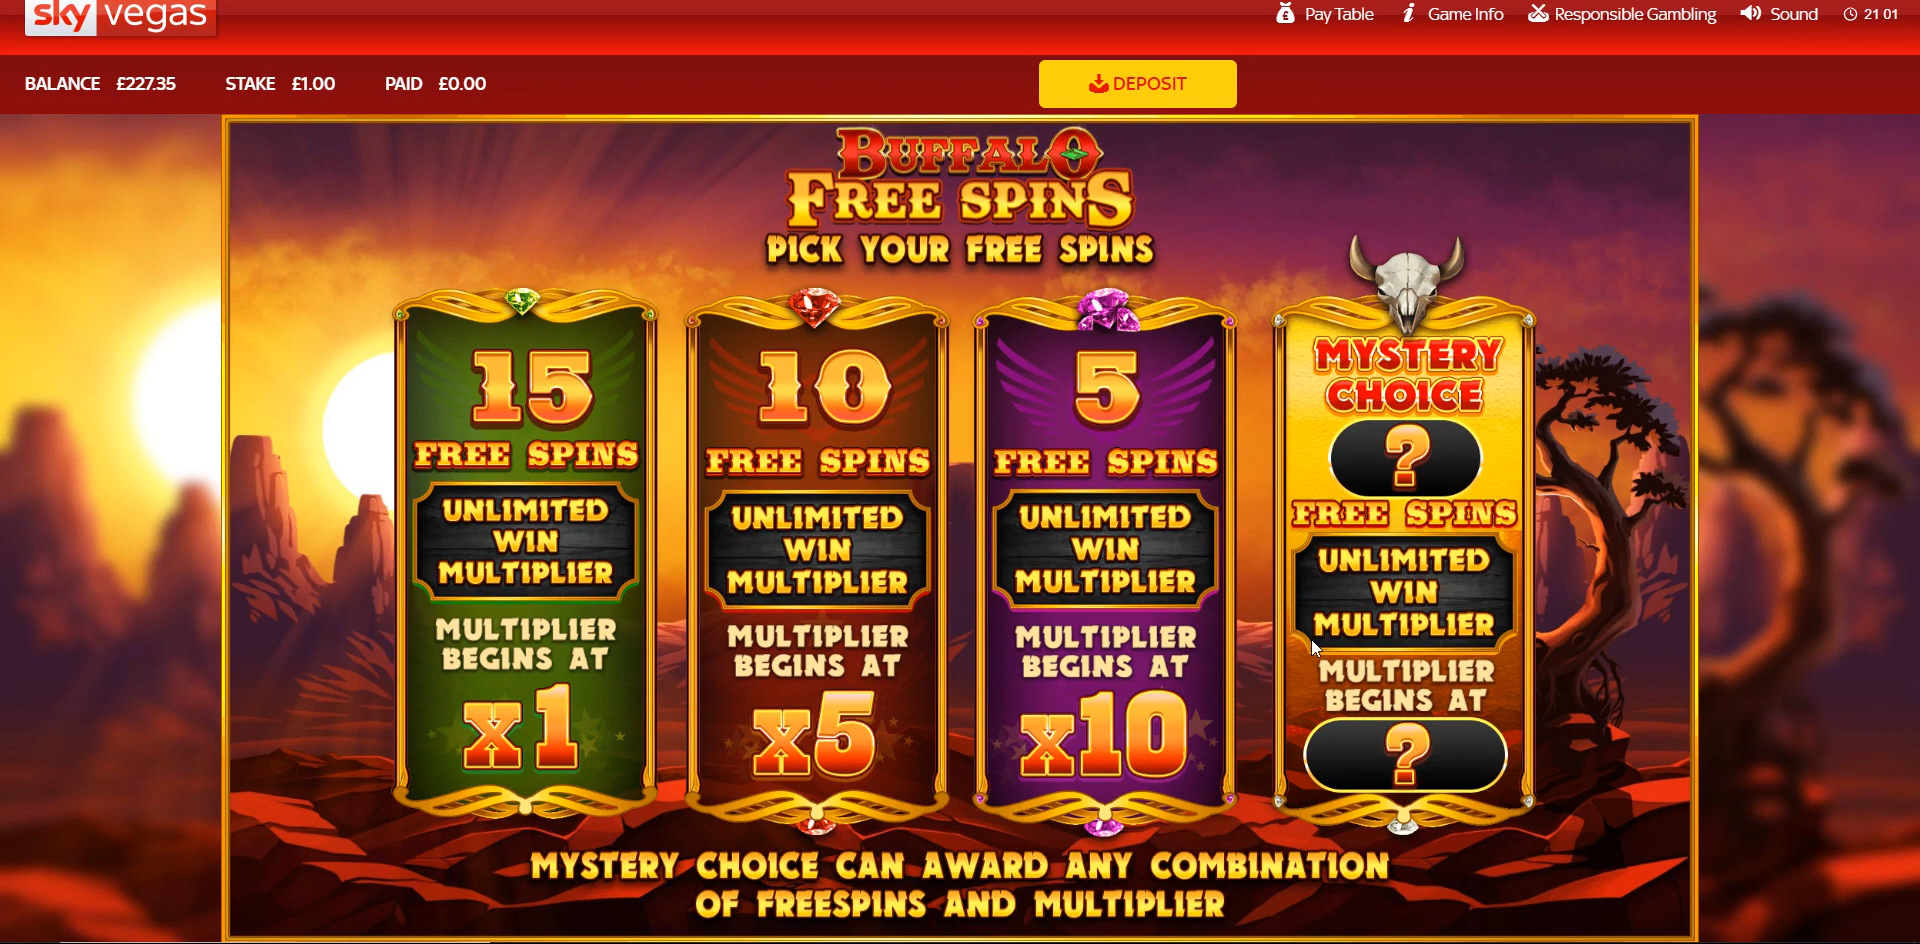 sky vegas
Pay Table
Game Info
Responsible Gambling
Sound
21 01
BALANCE £227.35
STAKE £1.00
PAID £0.00
DEPOSIT
BUFFALO
FREE SPINS
PICK YOUR FREE SPINS
15
FREE SPINS
UNLIMITED
WIN
MULTIPLIER
MULTIPLIER
BEGINS AT
x1
10
FREE SPINS
UNLIMITED
WIN
MULTIPLIER
MULTIPLIER
BEGINS AT
x5
5
FREE SPINS
UNLIMITED
WIN
MULTIPLIER
MULTIPLIER
BEGINS AT
x10
MYSTERY
CHOICE
?
FREE SPINS
UNLIMITED
WIN
MULTIPLIER
MULTIPLIER
BEGINS AT
?
MYSTERY CHOICE CAN AWARD ANY COMBINATION
OF FREESPINS AND MULTIPLIER